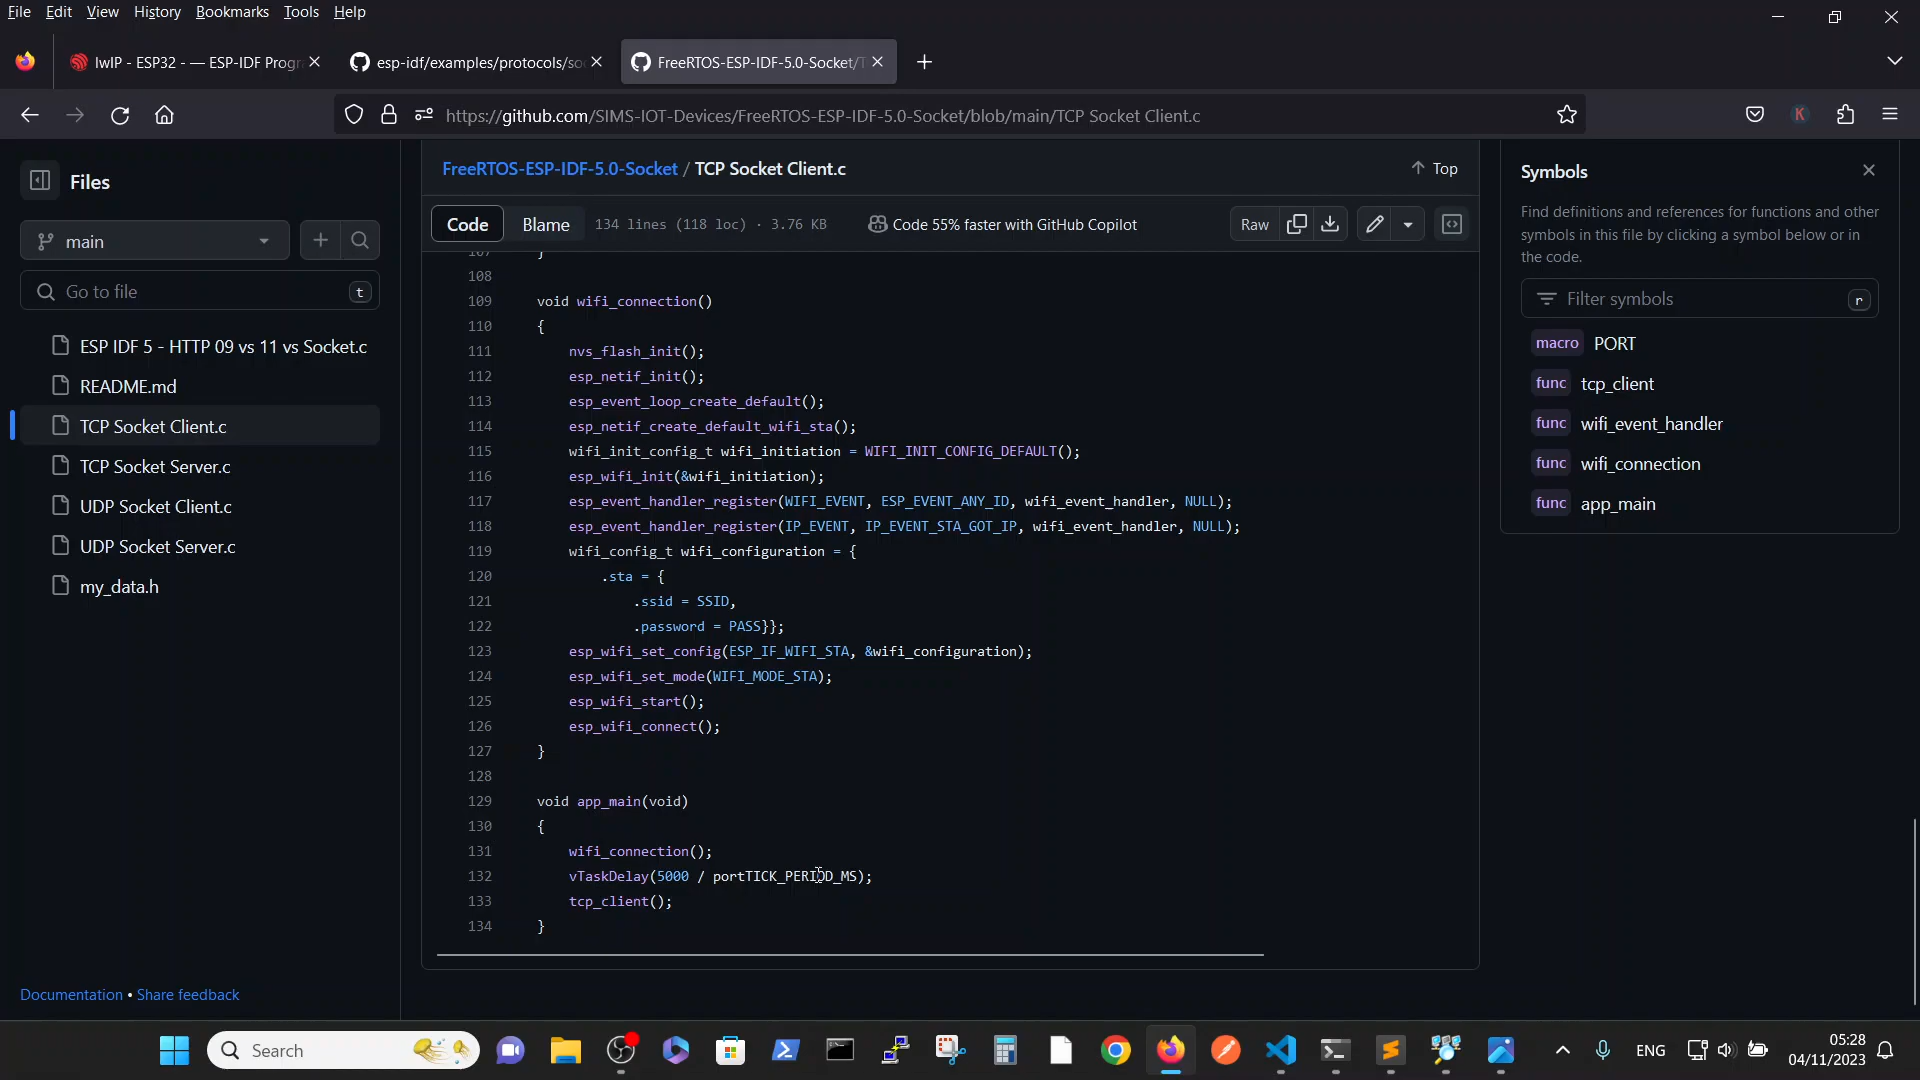 File Edit View History Bookmarks Tools Help
lwIP - ESP32 - — ESP-IDF Progr
esp-idf/examples/protocols/so
FreeRTOS-ESP-IDF-5.0-Socket/T
https://github.com/SIMS-IOT-Devices/FreeRTOS-ESP-IDF-5.0-Socket/blob/main/TCP Socket Client.c
K
Files
main
Go to file t
ESP IDF 5 - HTTP 09 vs 11 vs Socket.c
README.md
TCP Socket Client.c
TCP Socket Server.c
UDP Socket Client.c
UDP Socket Server.c
my_data.h
Documentation • Share feedback
FreeRTOS-ESP-IDF-5.0-Socket / TCP Socket Client.c
Top
Code Blame 134 lines (118 loc) · 3.76 KB Code 55% faster with GitHub Copilot Raw
107 }
108
109 void wifi_connection()
110 {
111 nvs_flash_init();
112 esp_netif_init();
113 esp_event_loop_create_default();
114 esp_netif_create_default_wifi_sta();
115 wifi_init_config_t wifi_initiation = WIFI_INIT_CONFIG_DEFAULT();
116 esp_wifi_init(&wifi_initiation);
117 esp_event_handler_register(WIFI_EVENT, ESP_EVENT_ANY_ID, wifi_event_handler, NULL);
118 esp_event_handler_register(IP_EVENT, IP_EVENT_STA_GOT_IP, wifi_event_handler, NULL);
119 wifi_config_t wifi_configuration = {
120 .sta = {
121 .ssid = SSID,
122 .password = PASS}};
123 esp_wifi_set_config(ESP_IF_WIFI_STA, &wifi_configuration);
124 esp_wifi_set_mode(WIFI_MODE_STA);
125 esp_wifi_start();
126 esp_wifi_connect();
127 }
128
129 void app_main(void)
130 {
131 wifi_connection();
132 vTaskDelay(5000 / portTICK_PERIOD_MS);
133 tcp_client();
134 }
Symbols
Find definitions and references for functions and other
symbols in this file by clicking a symbol below or in
the code.
Filter symbols r
macro PORT
func tcp_client
func wifi_event_handler
func wifi_connection
func app_main
Search
ENG
05:28
04/11/2023